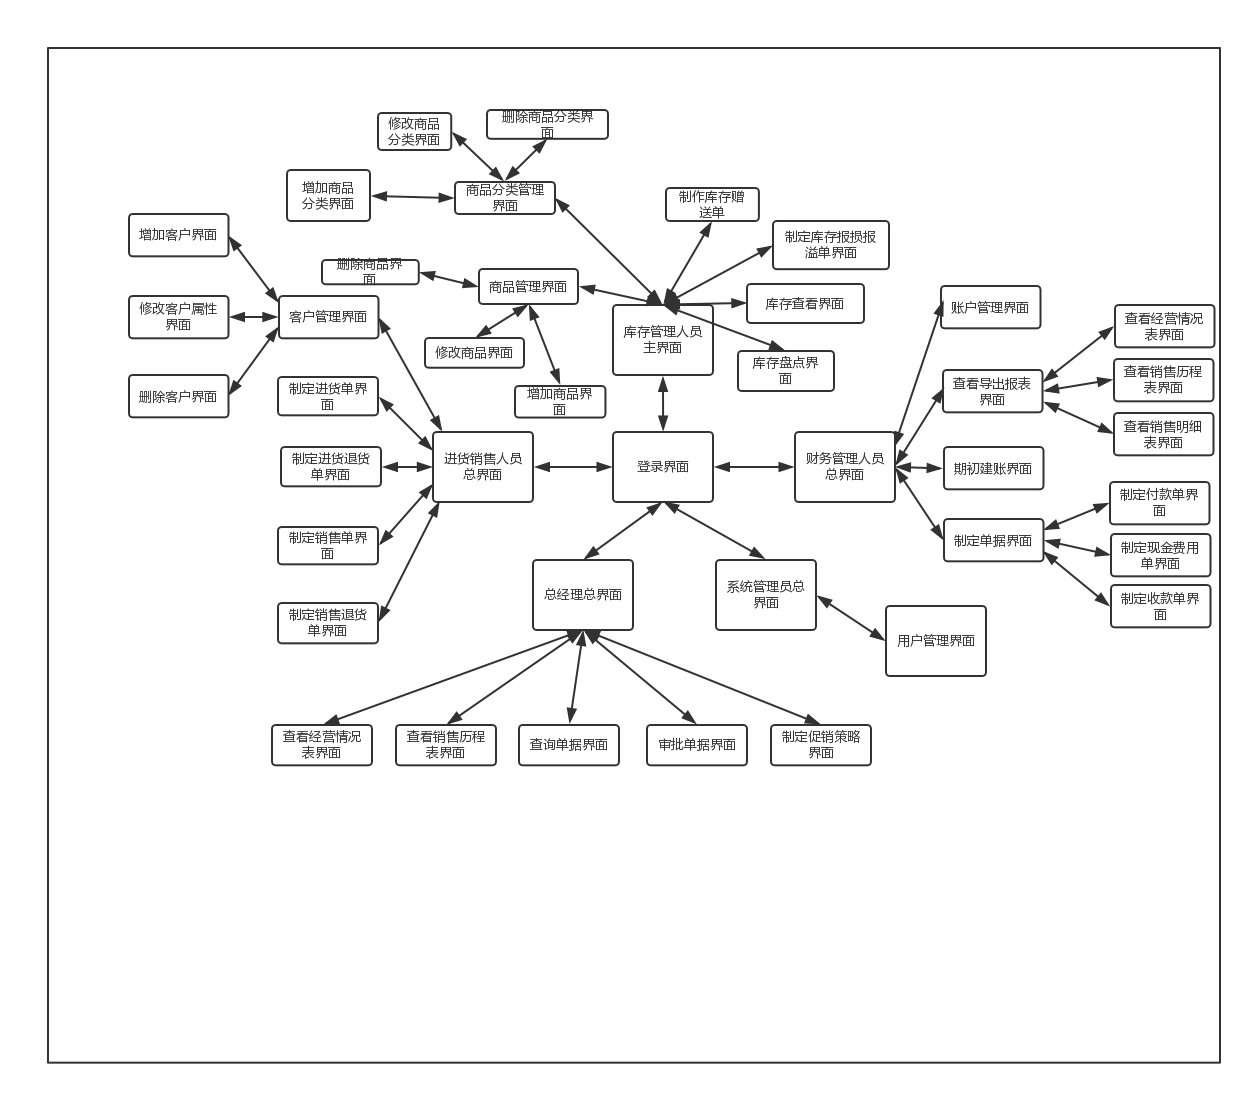 修改商品
分类界面
删除商品分类界
面
增加商品
分类界面
商品分类管理
界面
制作库存赠
送单
增加客户界面
制定库存报损报
溢单界面
删除商品界
面
商品管理界面
修改客户属性
界面
客户管理界面
库存查看界面
账户管理界面
库存管理人员
主界面
查看经营情况
表界面
修改商品界面
库存盘点界
面
删除客户界面
制定进货单界
面
增加商品界
面
查看导出报表
界面
查看销售历程
表界面
查看销售明细
表界面
制定进货退货
单界面
进货销售人员
总界面
登录界面
财务管理人员
总界面
期初建账界面
制定付款单界
面
制定销售单界
面
制定单据界面
制定现金费用
单界面
总经理总界面
系统管理员总
界面
制定收款单界
面
制定销售退货
单界面
用户管理界面
查看经营情况
表界面
查看销售历程
表界面
查询单据界面
审批单据界面
制定促销策略
界面